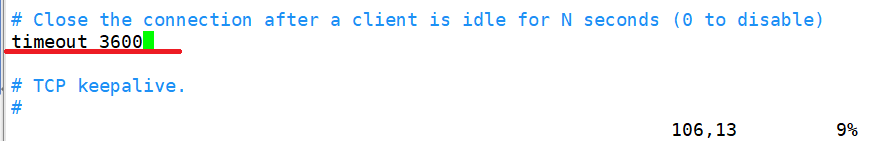 # Close the connection after a client is idle for N seconds (0 to disable)
timeout 3600
# TCP keepalive.
#
106,13 9%